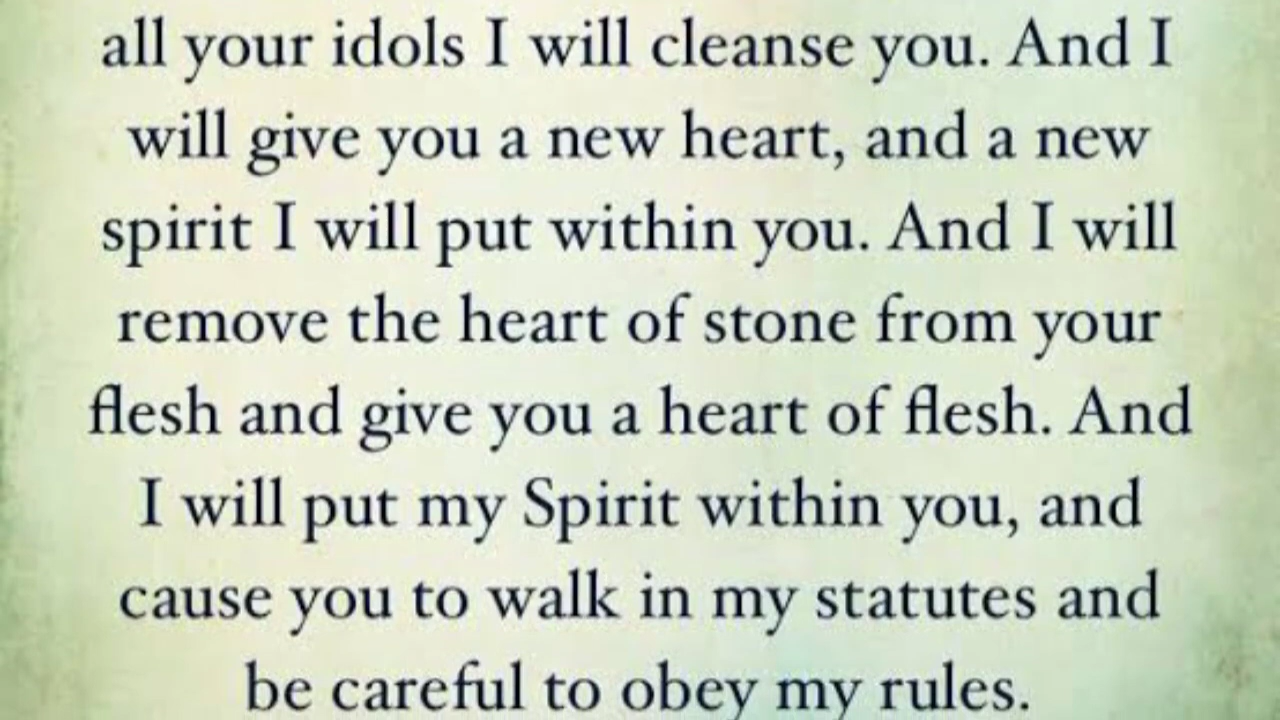 all your idols I will cleanse you. And I
will give you a new heart, and a new
spirit I will put within you. And I will
remove the heart of stone from your
flesh and give you a heart of flesh. And
I will put my Spirit within you, and
cause you to walk in my statutes and
be careful to obey my rules.